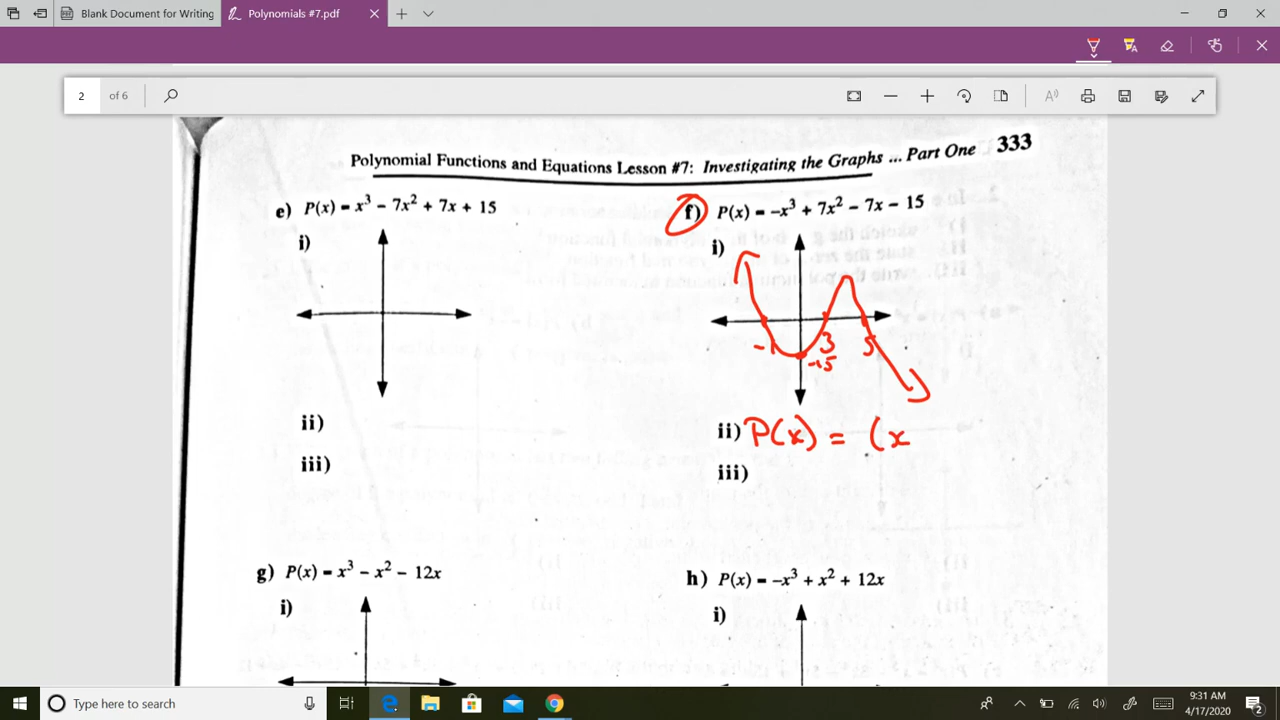 Blank Document for Writing
Polynomials #7.pdf
2 of 6
Polynomial Functions and Equations Lesson #7: Investigating the Graphs ... Part One 333
e) P(x) = x³ − 7x² + 7x + 15
i)
ii)
iii)
f) P(x) = −x³ + 7x² − 7x − 15
i)
-1
3
5
-15
ii) P(x) = (x
iii)
g) P(x) = x³ − x² − 12x
i)
h) P(x) = −x³ + x² + 12x
i)
Type here to search
9:31 AM
4/17/2020
2